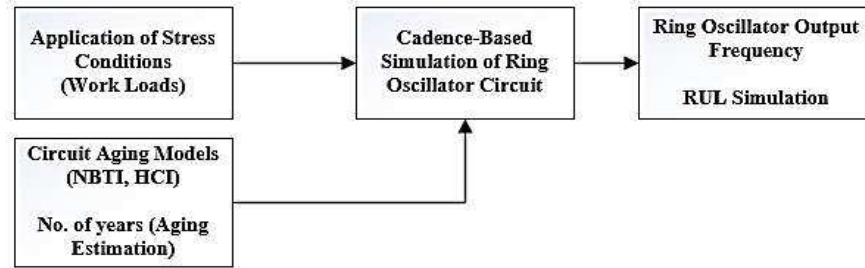 Application of Stress
Conditions
(Work Loads)
Cadence-Based
Simulation of Ring
Oscillator Circuit
Ring Oscillator Output
Frequency
RUL Simulation
Circuit Aging Models
(NBTI, HCI)
No. of years (Aging
Estimation)